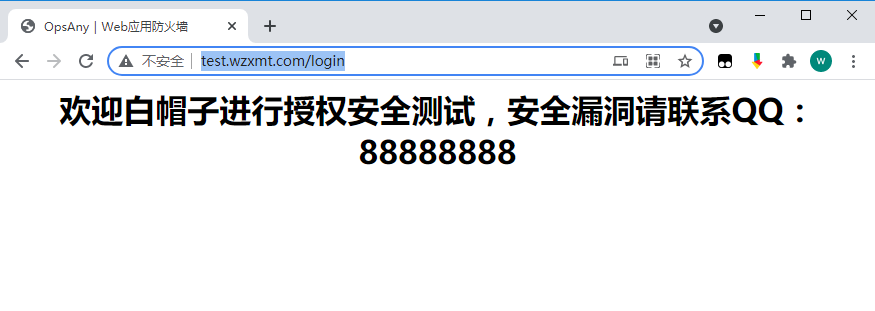 OpsAny | Web应用防火墙
不安全 | test.wzxmt.com/login
W
欢迎白帽子进行授权安全测试，安全漏洞请联系QQ：
88888888